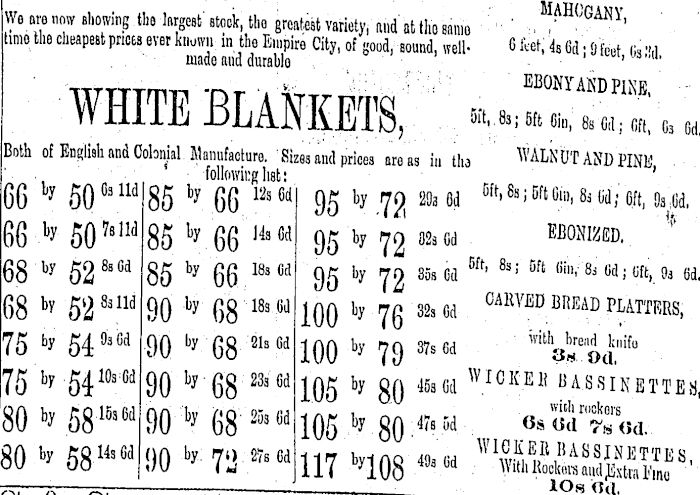 We are now showing the largest stock, the greatest variety, and at the same
time the cheapest prices ever known in the Empire City, of good, sound, well-
made and durable
WHITE BLANKETS,
Both of English and Colonial Manufacture. Sizes and prices are as in the
following list:
66 by 50 6s 11d 85 by 66 12s 6d 95 by 72 29s 6d
66 by 50 7s 11d 85 by 66 14s 6d 95 by 72 32s 6d
68 by 52 8s 6d 85 by 66 18s 6d 95 by 72 35s 6d
68 by 52 8s 11d 90 by 68 18s 6d 100 by 76 32s 6d
75 by 54 9s 6d 90 by 68 21s 6d 100 by 79 37s 6d
75 by 54 10s 6d 90 by 68 23s 6d 105 by 80 45s 6d
80 by 58 15s 6d 90 by 68 25s 6d 105 by 80 47s 5d
80 by 58 14s 6d 90 by 72 27s 6d 117 by 108 49s 6d
MAHOGANY,
6 feet, 4s 6d; 9 feet, 6s 3d.
EBONY AND PINE,
5ft, 8s; 5ft 6in, 8s 6d; 6ft, 6s 6d.
WALNUT AND PINE,
5ft, 8s; 5ft 6in, 8s 6d; 6ft, 9s 6d.
EBONIZED.
5ft, 8s; 5ft 6in, 8s 6d; 6ft, 9s 6d.
CARVED BREAD PLATTERS,
with bread knife
3s 9d.
WICKER BASSINETTES,
with rockers
6s 6d 7s 6d.
WICKER BASSINETTES,
With Rockers and Extra Fine
10s 6d.